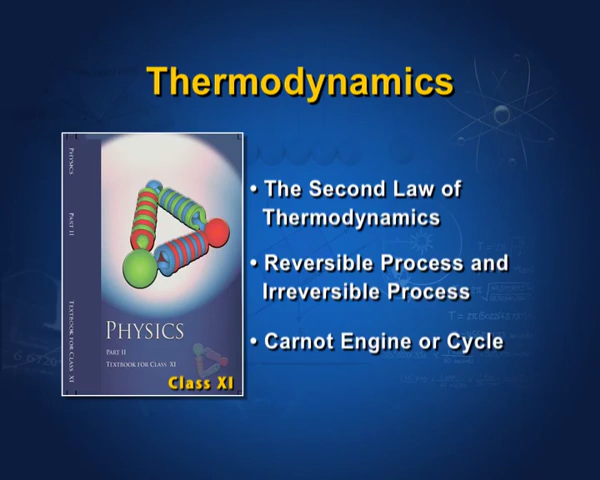 Thermodynamics
PHYSICS
PART II
TEXTBOOK FOR CLASS XI
PHYSICS
PART II
TEXTBOOK FOR CLASS XI
Class XI
• The Second Law of
Thermodynamics
• Reversible Process and
Irreversible Process
• Carnot Engine or Cycle